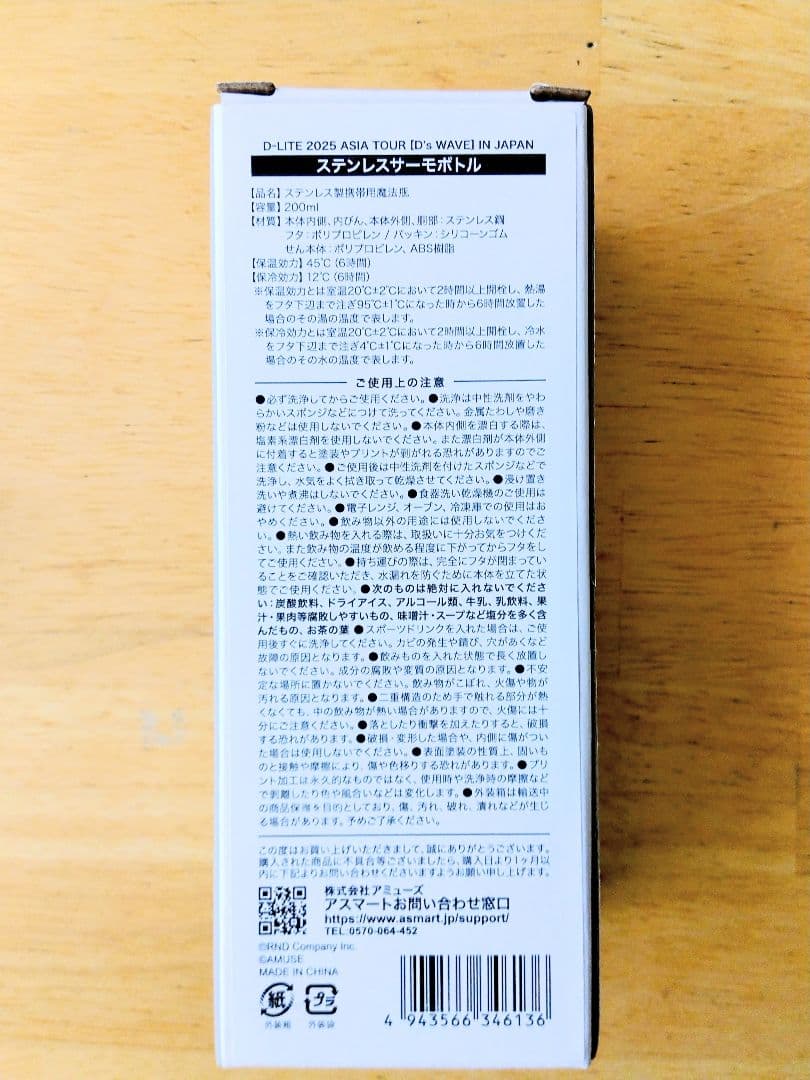 D-LITE 2025 ASIA TOUR [D's WAVE] IN JAPAN
ステンレスサーモボトル
【品名】ステンレス製携帯用魔法瓶
【容量】200ml
【材質】本体内側、内びん、本体外側、胴部：ステンレス鋼
フタ：ポリプロピレン / パッキン：シリコーンゴム
せん本体：ポリプロピレン、ABS樹脂
【保温効力】45℃（6時間）
【保冷効力】12℃（6時間）
※保温効力とは室温20℃±2℃において2時間以上開栓し、熱湯
をフタ下辺まで注ぎ95℃±1℃になった時から6時間放置した
場合のその湯の温度で表します。
※保冷効力とは室温20℃±2℃において2時間以上開栓し、冷水
をフタ下辺まで注ぎ4℃±1℃になった時から6時間放置した
場合のその水の温度で表します。
ご使用上の注意
●必ず洗浄してからご使用ください。●洗浄は中性洗剤をやわ
らかいスポンジなどにつけて洗ってください。金属たわしや磨き
粉などは使用しないでください。●本体内側を漂白する際は、
塩素系漂白剤を使用しないでください。また漂白剤が本体外側
に付着すると塗装やプリントが剥がれる恐れがありますのでご
注意ください。●ご使用後は中性洗剤を付けたスポンジなどで
洗浄し、水気をよく拭き取って乾燥させてください。●浸け置き
洗いや煮沸はしないでください。●食器洗い乾燥機のご使用は
避けてください。●電子レンジ、オーブン、冷凍庫での使用はお
やめください。●飲み物以外の用途には使用しないでくださ
い。●熱い飲み物を入れる際は、取扱いに十分お気をつけくだ
さい。また飲み物の温度が飲める程度に下がってからフタをし
てご使用ください。●持ち運びの際は、完全にフタが閉まってい
ることをご確認いただき、水漏れを防ぐために本体を立てた状
態でご使用ください。●次のものは絶対に入れないでくださ
い：炭酸飲料、ドライアイス、アルコール類、牛乳、乳飲料、果
汁・果肉等腐敗しやすいもの、味噌汁・スープなど塩分を多く含
んだもの、お茶の葉 ●スポーツドリンクを入れた場合は、ご使
用後すぐに洗浄してください。カビの発生や錆び、穴があくなど
故障の原因となります。●飲みものを入れた状態で長く放置し
ないでください。成分の腐敗や変質の原因となります。●不安
定な場所に置かないでください。飲み物がこぼれ、火傷や物が
汚れる原因となります。●二重構造のため手で触れる部分が熱
くなくても、中の飲み物が熱い場合がありますので、火傷には十
分にご注意ください。●落としたり衝撃を加えたりすると、破損
する恐れがあります。●破損・変形した場合や、内側に傷がつい
た場合は使用しないでください。●表面塗装の性質上、固いも
のと接触や摩擦により、傷や色移りする恐れがあります。●プリ
ント加工は永久的なものではなく、使用時や洗浄時の摩擦など
で剥離したり色や風合いなどは変化します。●外装箱は輸送中
の商品保護を目的としており、傷、汚れ、破れ、潰れなどが生じ
る場合があります。予めご了承ください。
この度はお買い上げいただきまして、誠にありがとうございます。
購入された商品に不具合等ございましたら、購入日より1ヶ月以
内に下記よりお問い合わせくださいますようお願い申し上げます。
株式会社アミューズ
アスマートお問い合わせ窓口
https://www.asmart.jp/support/
TEL:0570-064-452
©RND Company Inc.
©AMUSE
MADE IN CHINA
紙 プラ
外装箱 外装袋
4 943566 346136